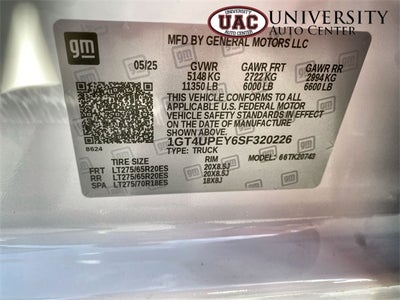 UAC UNIVERSITY
Auto Center
gm
MFD BY GENERAL MOTORS LLC
05/25 GVWR GAWR FRT GAWR RR
5148 KG 2722 KG 2994 KG
11350 LB 6000 LB 6600 LB
THIS VEHICLE CONFORMS TO ALL
APPLICABLE U.S. FEDERAL MOTOR
VEHICLE SAFETY STANDARDS IN EFFECT
ON THE DATE OF MANUFACTURE
SHOWN ABOVE.
8624 1GT4UPEY6SF320226
TYPE: TRUCK MODEL: 66TK20743
TIRE SIZE RIM
FRT LT275/65R20ES 20X8.5J
RR LT275/65R20ES 20X8.5J
SPA LT275/70R18ES 18X8J